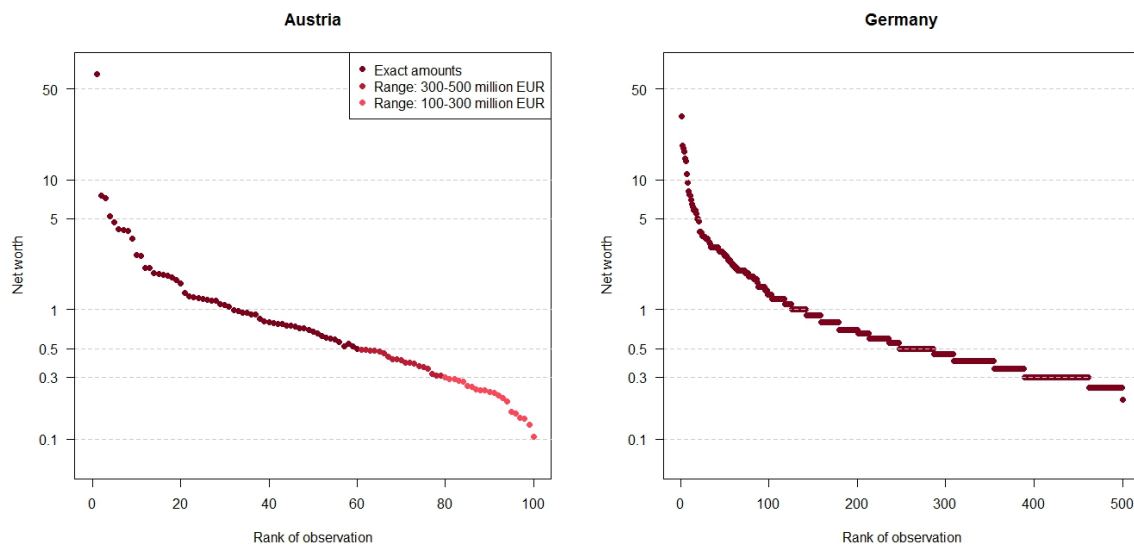 Austria
Net worth
50
10
5
1
0.5
0.3
0.1
Exact amounts
Range: 300-500 million EUR
Range: 100-300 million EUR
0 20 40 60 80 100
Rank of observation
Germany
Net worth
50
10
5
1
0.5
0.3
0.1
0 100 200 300 400 500
Rank of observation